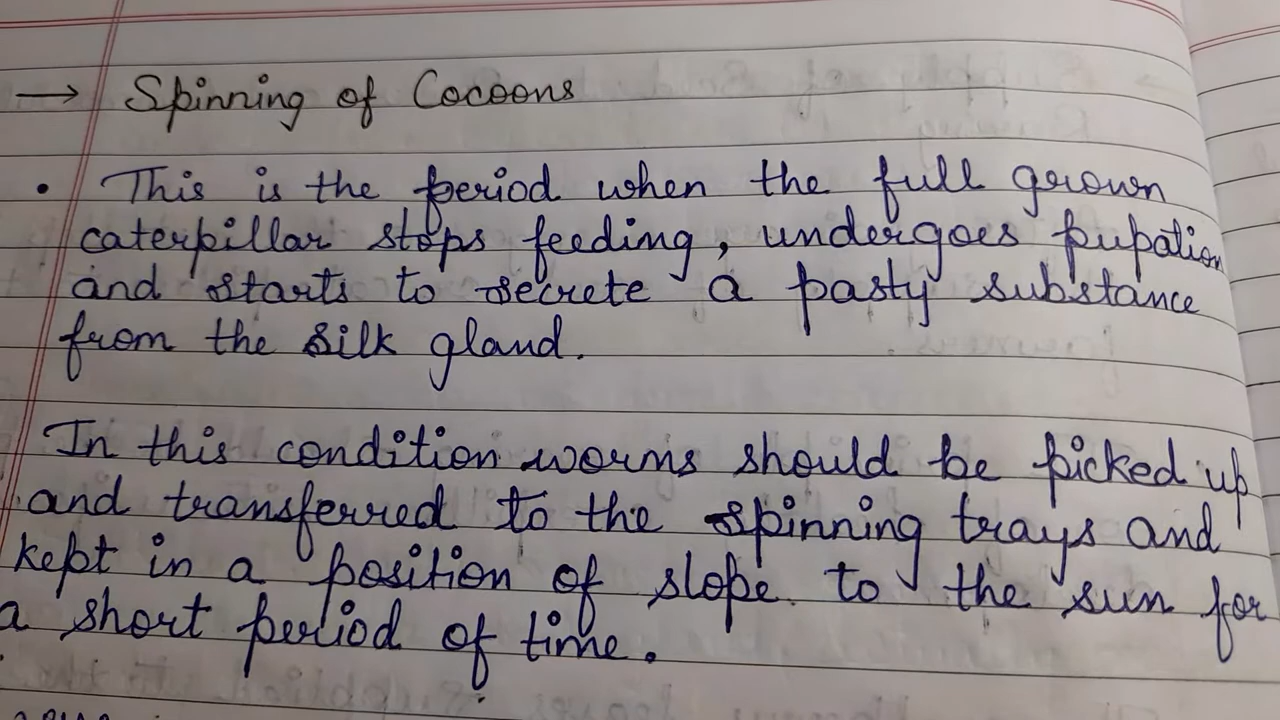 → Spinning of Cocoons
• This is the period when the full grown
caterpillar stops feeding, undergoes pupation
and starts to secrete a pasty substance
from the silk gland.
In this condition worms should be picked up
and transferred to the spinning trays and
kept in a position of slope to the sun for
a short period of time.